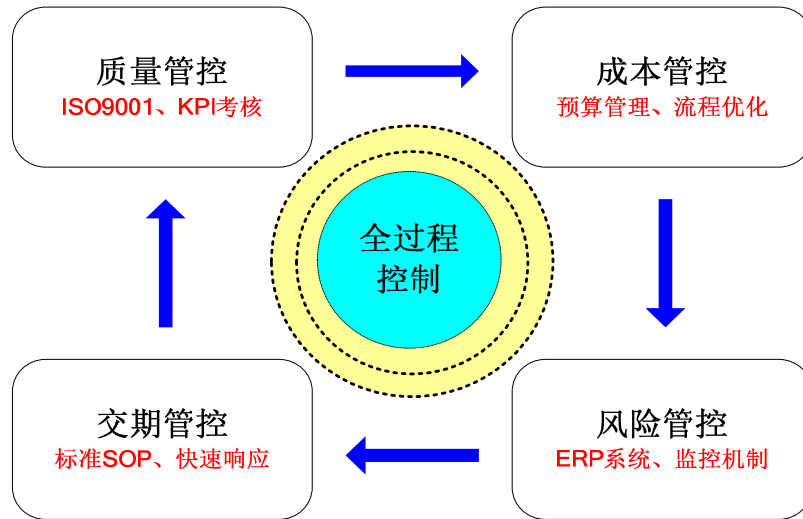 质量管控
ISO9001、KPI考核
成本管控
预算管理、流程优化
全过程
控制
交期管控
标准SOP、快速响应
风险管控
ERP系统、监控机制